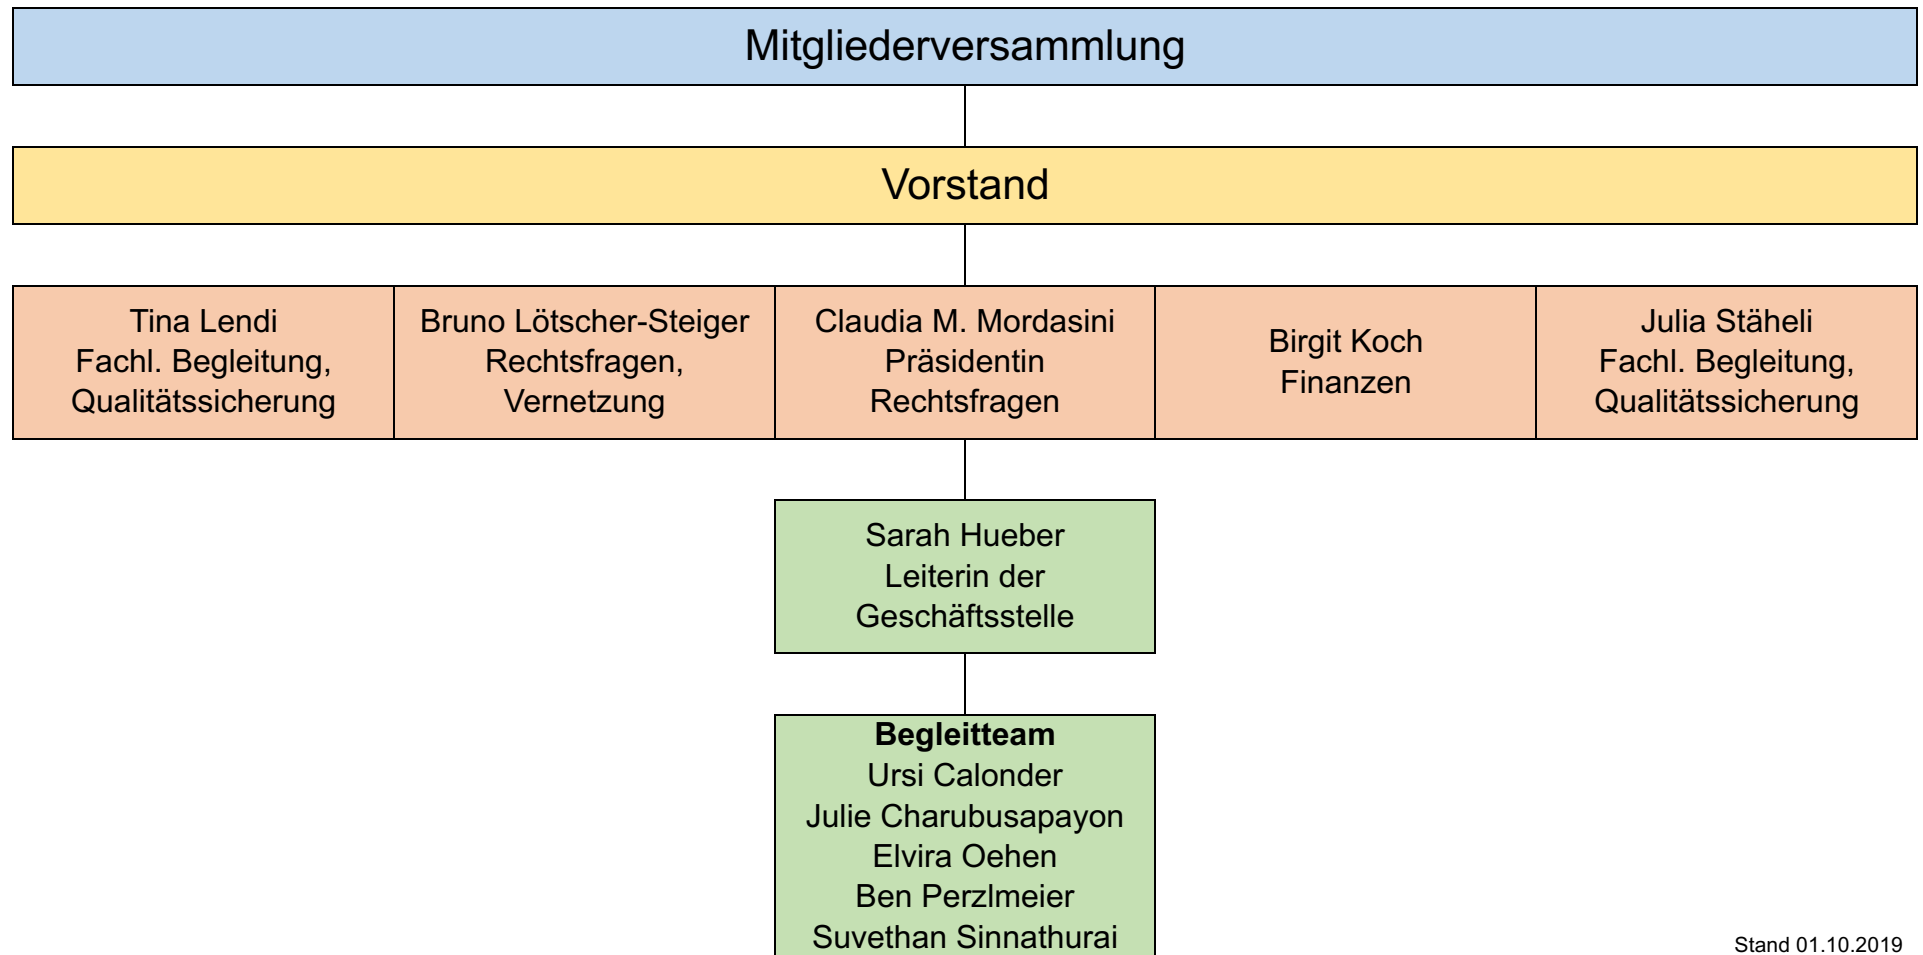 Mitgliederversammlung
Vorstand
Tina Lendi
Fachl. Begleitung,
Qualitätssicherung
Bruno Lötscher-Steiger
Rechtsfragen,
Vernetzung
Claudia M. Mordasini
Präsidentin
Rechtsfragen
Birgit Koch
Finanzen
Julia Stäheli
Fachl. Begleitung,
Qualitätssicherung
Sarah Hueber
Leiterin der
Geschäftsstelle
Begleitteam
Ursi Calonder
Julie Charubusapayon
Elvira Oehen
Ben Perzlmeier
Suvethan Sinnathurai
Stand 01.10.2019